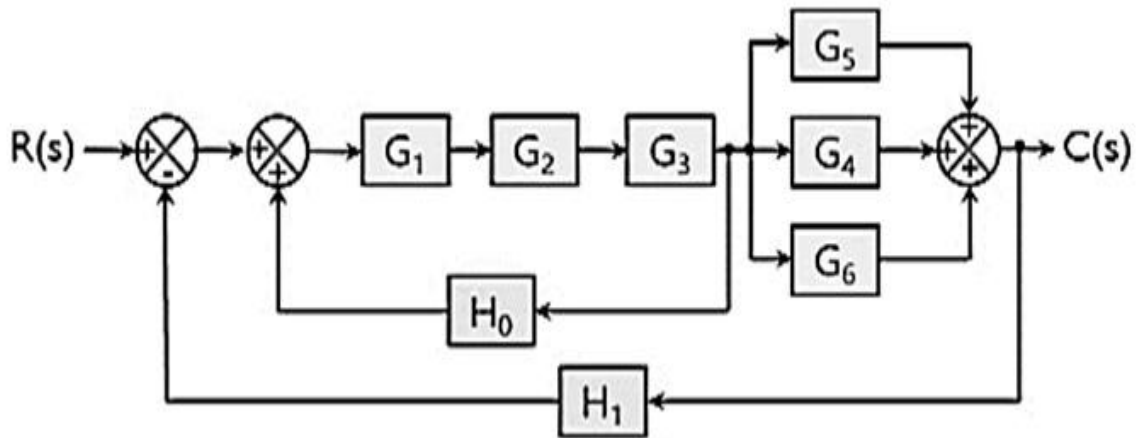 G₅
R(s) + - + + G₁ G₂ G₃ G₄ + + + C(s)
G₆
H₀
H₁